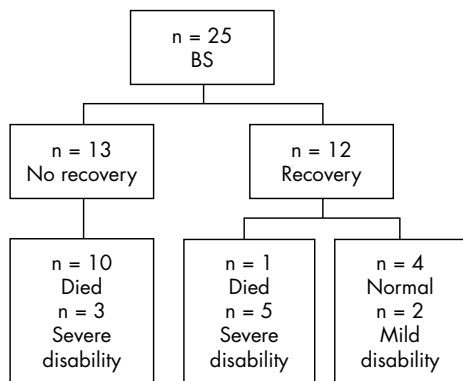 n = 25
BS
n = 13
No recovery
n = 12
Recovery
n = 10
Died
n = 3
Severe
disability
n = 1
Died
n = 5
Severe
disability
n = 4
Normal
n = 2
Mild
disability